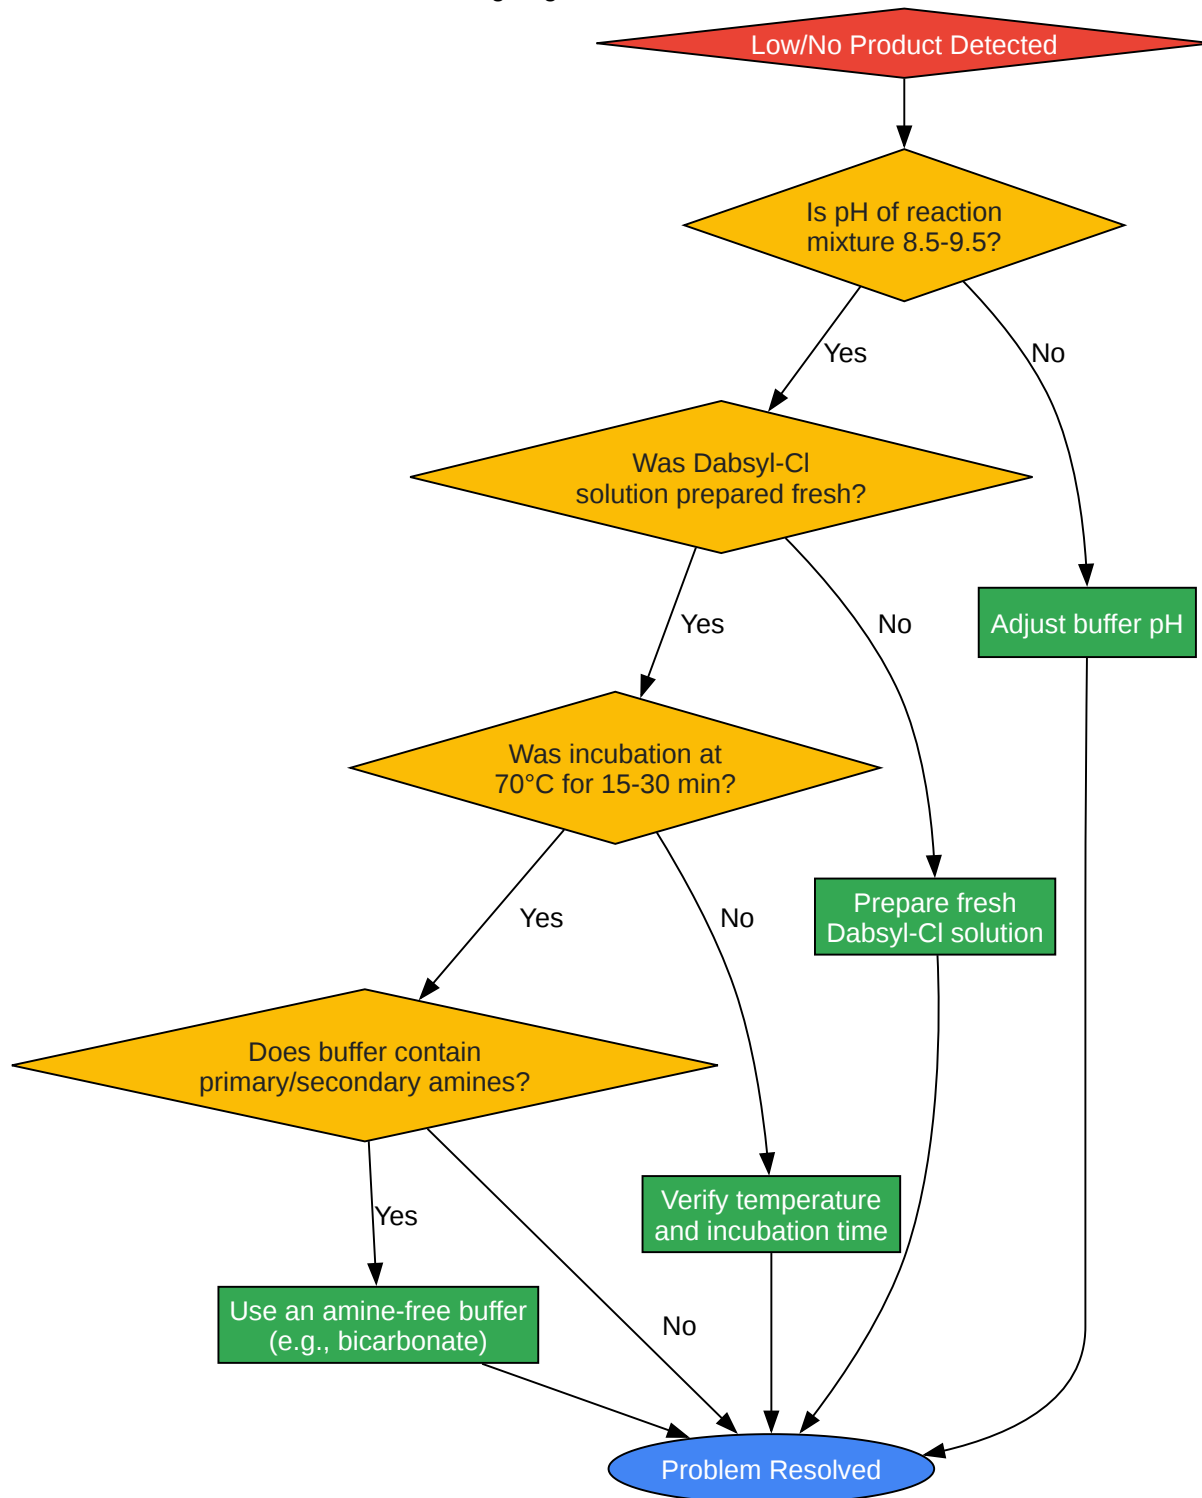 Low/No Product Detected
Is pH of reaction
mixture 8.5-9.5?
Yes
No
Was Dabsyl-Cl
solution prepared fresh?
Yes
No
Adjust buffer pH
Was incubation at
70°C for 15-30 min?
Yes
No
Prepare fresh
Dabsyl-Cl solution
Does buffer contain
primary/secondary amines?
Yes
No
Verify temperature
and incubation time
Use an amine-free buffer
(e.g., bicarbonate)
Problem Resolved